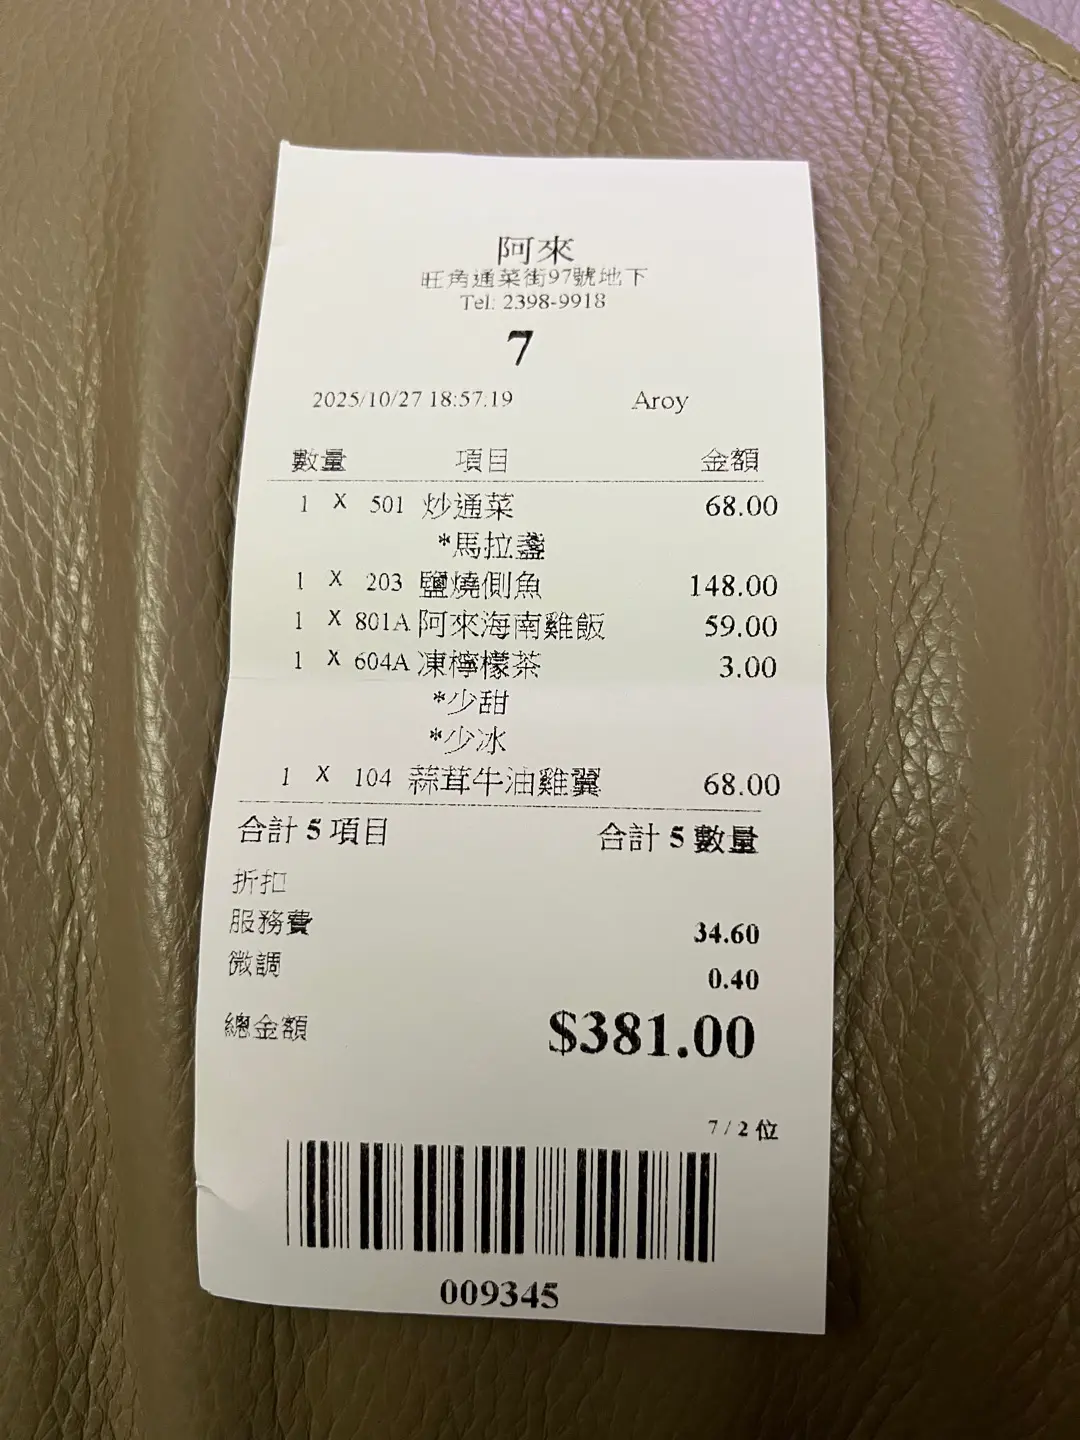 阿來
旺角通菜街97號地下
Tel: 2398-9918
7
2025/10/27 18:57.19 Aroy
數量 項目 金額
1 X 501 炒通菜 68.00
*馬拉盞
1 X 203 鹽燒側魚 148.00
1 X 801A 阿來海南雞飯 59.00
1 X 604A 凍檸檬茶 3.00
*少甜
*少冰
1 X 104 蒜茸牛油雞翼 68.00
合計 5 項目 合計 5 數量
折扣
服務費 34.60
微調 0.40
總金額 $381.00
7 / 2 位
009345